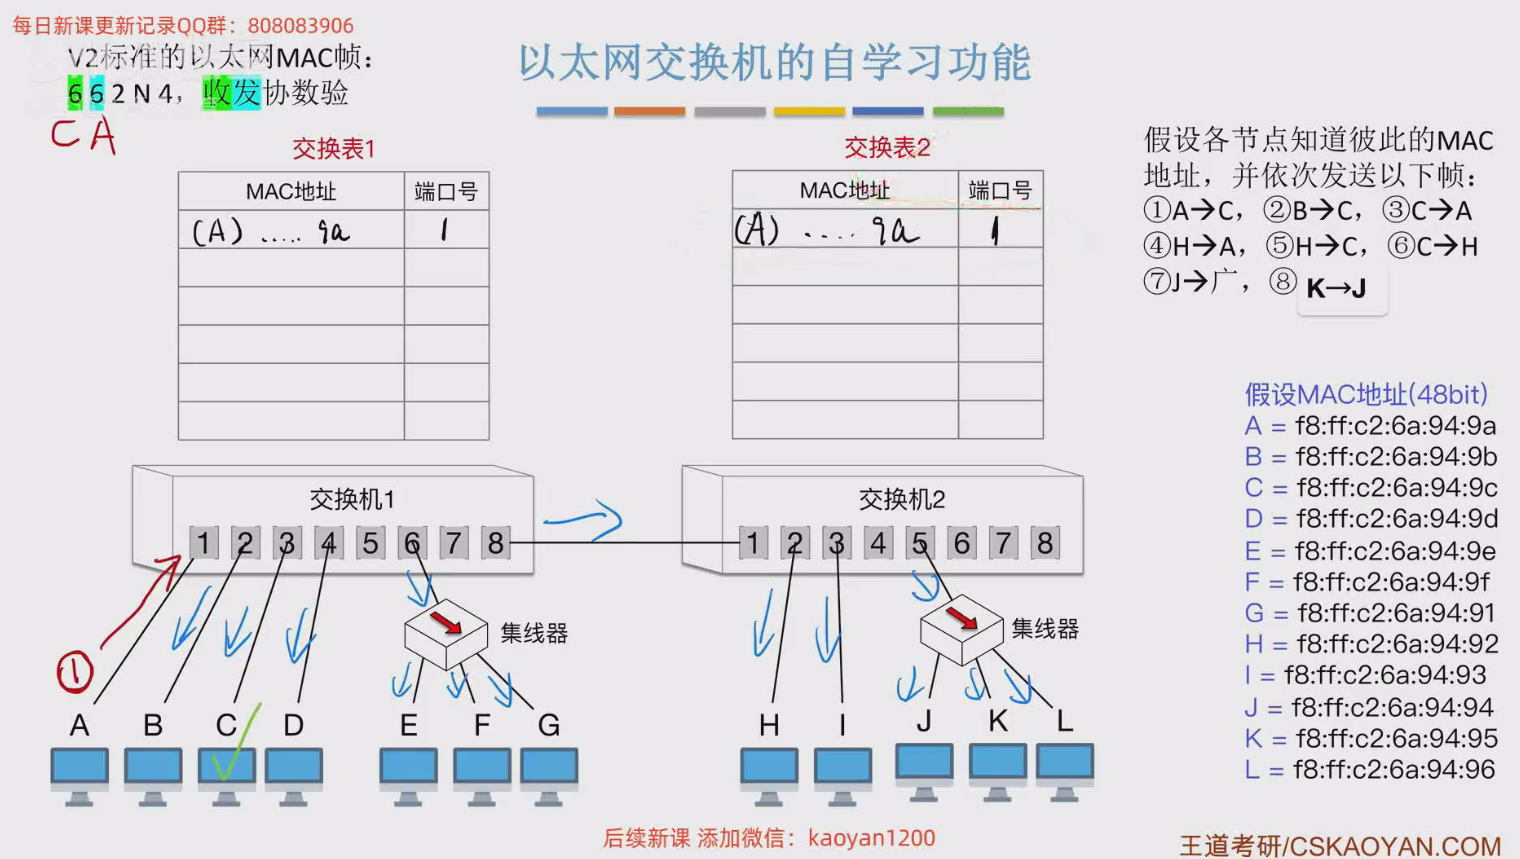 每日新课更新记录QQ群：808083906
V2标准的以太网MAC帧：
6 6 2 N 4，收发协数验
C A
以太网交换机的自学习功能
交换表1
MAC地址 端口号
(A) ..... 9a 1
交换表2
MAC地址 端口号
(A) .... 9a 1
假设各节点知道彼此的MAC
地址，并依次发送以下帧：
①A→C，②B→C，③C→A
④H→A，⑤H→C，⑥C→H
⑦J→广，⑧ K→J
假设MAC地址(48bit)
A = f8:ff:c2:6a:94:9a
B = f8:ff:c2:6a:94:9b
C = f8:ff:c2:6a:94:9c
D = f8:ff:c2:6a:94:9d
E = f8:ff:c2:6a:94:9e
F = f8:ff:c2:6a:94:9f
G = f8:ff:c2:6a:94:91
H = f8:ff:c2:6a:94:92
I = f8:ff:c2:6a:94:93
J = f8:ff:c2:6a:94:94
K = f8:ff:c2:6a:94:95
L = f8:ff:c2:6a:94:96
交换机1
1 2 3 4 5 6 7 8
交换机2
1 2 3 4 5 6 7 8
集线器
集线器
①
A B C D E F G
H I J K L
后续新课 添加微信：kaoyan1200
王道考研/CSKAOYAN.COM